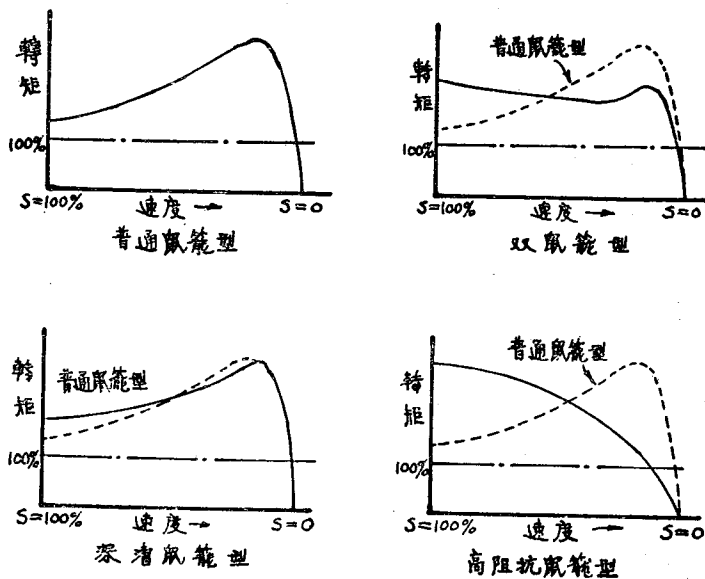 轉矩
100%
S=100%
速度
S=0
普通鼠籠型
普通鼠籠型
轉矩
100%
S=100%
速度
S=0
双鼠籠型
普通鼠籠型
轉矩
100%
S=100%
速度
S=0
深溝鼠籠型
普通鼠籠型
轉矩
100%
S=100%
速度
S=0
高阻抗鼠籠型